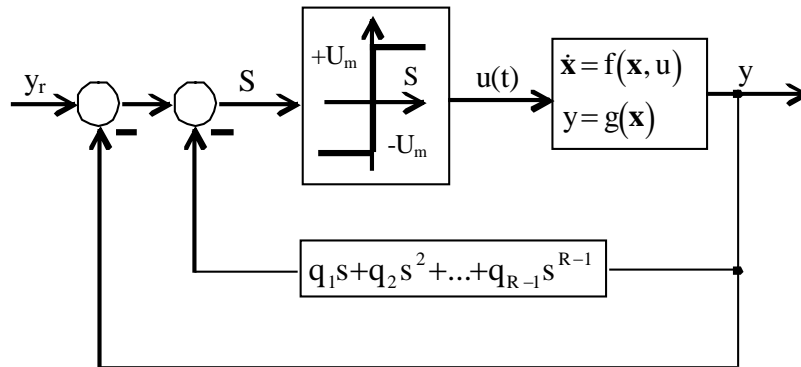 y_r
S
+U_m
S
-U_m
u(t)
ẋ = f(x, u)
y = g(x)
y
q_1s+q_2s^2+...+q_{R-1}s^{R-1}